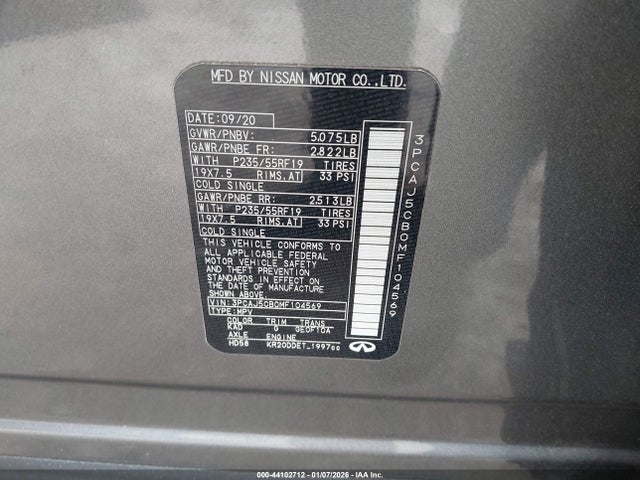 MFD BY NISSAN MOTOR CO.,LTD.
DATE:09/20
GVWR/PNBV: 5,075LB
GAWR/PNBE FR: 2,822LB
WITH P235/55RF19 TIRES
19X7.5 RIMS,AT 33 PSI
COLD SINGLE
GAWR/PNBE RR: 2,513LB
WITH P235/55RF19 TIRES
19X7.5 RIMS,AT 33 PSI
COLD SINGLE
THIS VEHICLE CONFORMS TO
ALL APPLICABLE FEDERAL
MOTOR VEHICLE SAFETY
AND THEFT PREVENTION
STANDARDS IN EFFECT ON
THE DATE OF MANUFACTURE
SHOWN ABOVE
VIN: 3PCAJ5CB0MF104569
TYPE: MPV
COLOR TRIM TRANS
KAD G GE0F10A
AXLE ENGINE
HD58 KR20DDET 1997cc
3PCAJ5CB0MF104569
000-44102712 | 01/07/2026 | IAA Inc.